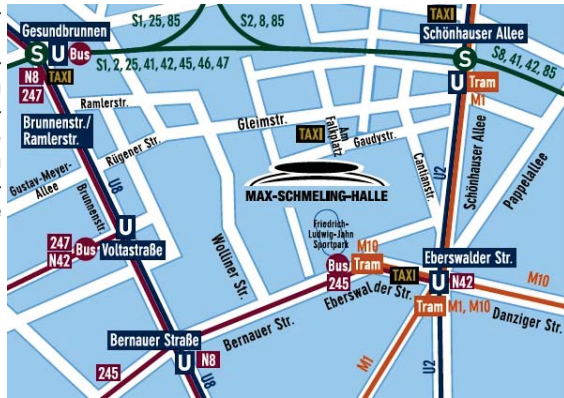 S1, 25, 85
S2, 8, 85
TAXI
Gesundbrunnen
Schönhauser Allee
S U Bus
S
S1, 2, 25, 41, 42, 45, 46, 47
S8, 41, 42, 85
N8 TAXI
247
U Tram
M1
Ramlerstr.
Brunnenstr./
Ramlerstr.
Gleimstr.
TAXI
Am
Falkplatz
Gaudystr.
Rügener Str.
Cantianstr.
Schönhauser Allee
Pappelallee
Gustav-Meyer-
Allee
U8
U2
Brunnenstr.
MAX-SCHMELING-HALLE
U
247
N42
Bus
Voltastraße
Wolliner Str.
Friedrich-
Ludwig-Jahn
Sportpark
M10
Bus Tram
245
TAXI
Eberswalder Str.
U N42
M10
Eberswalder Str.
Tram M1, M10
Danziger Str.
Bernauer Straße
Bernauer Str.
U N8
245
U8
M1
U2